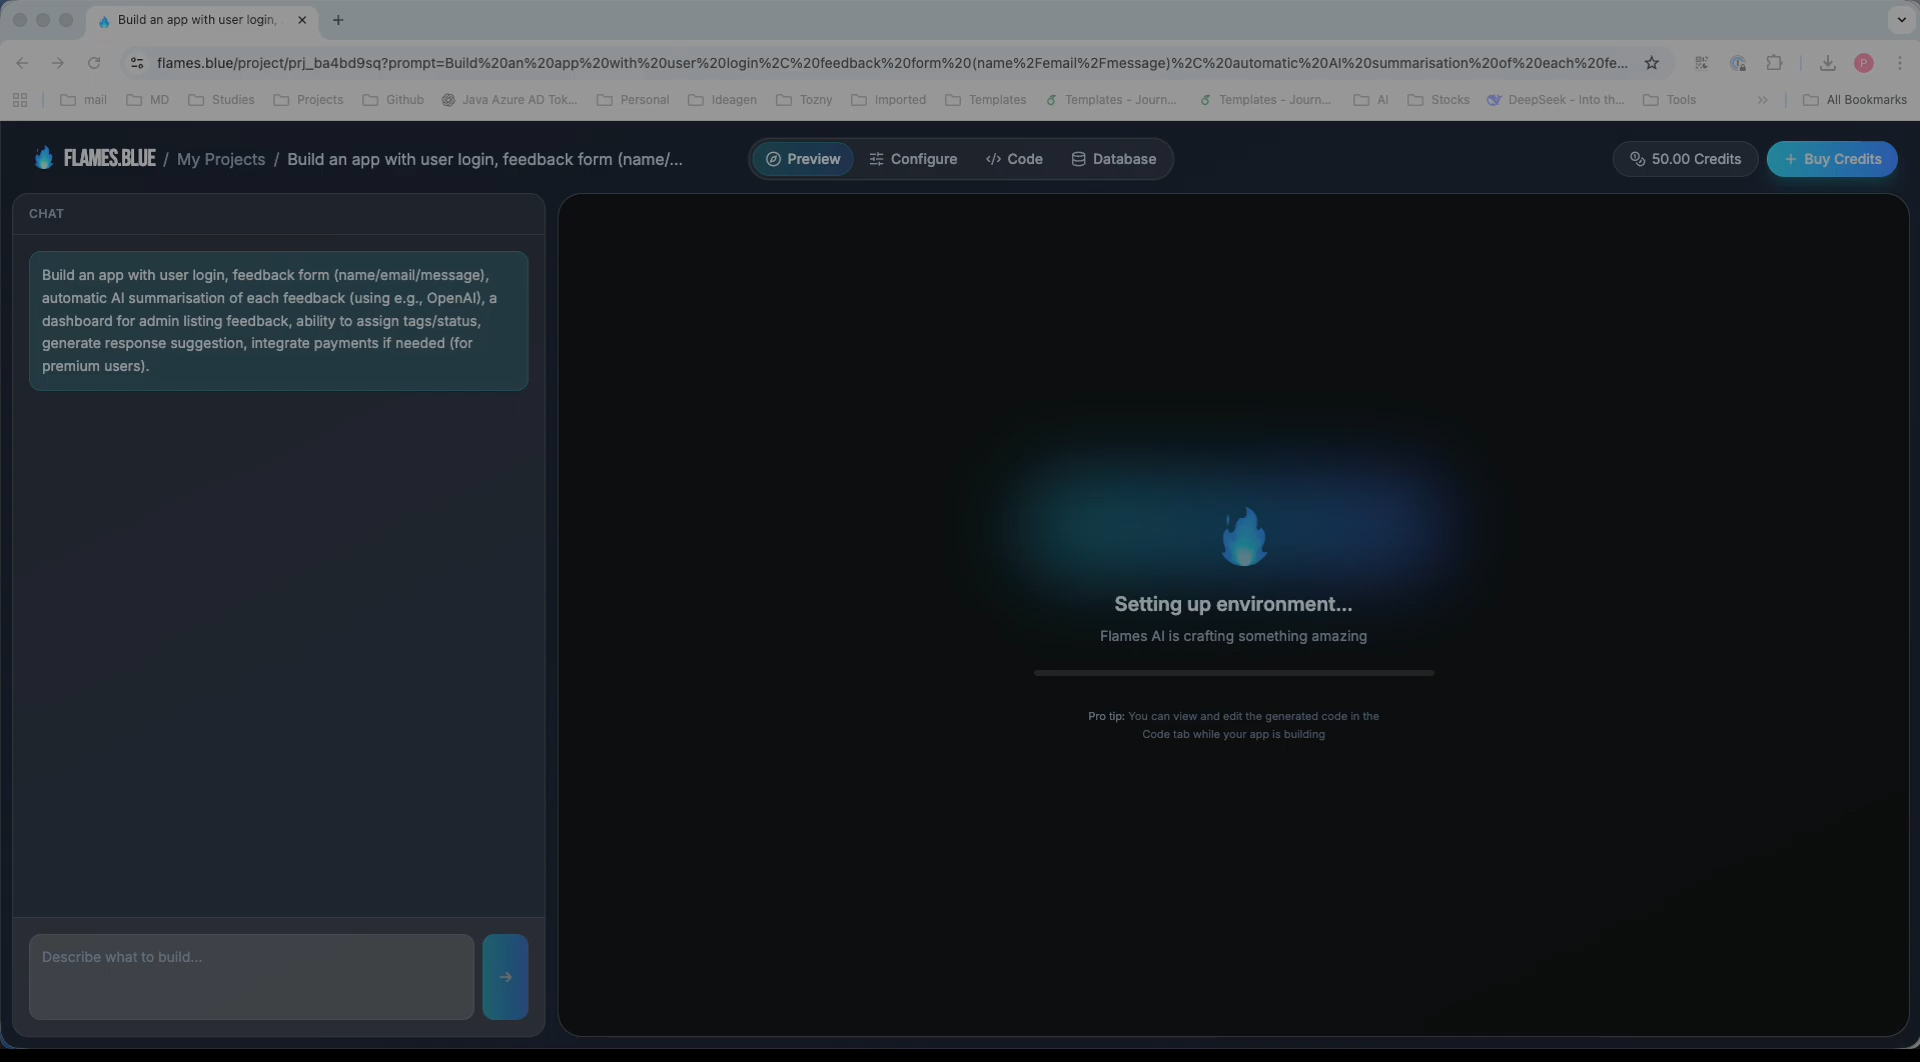 Build an app with user login,
flames.blue/project/prj_ba4bd9sq?prompt=Build%20an%20app%20with%20user%20login%2C%20feedback%20form%20(name%2Femail%2Fmessage)%2C%20automatic%20AI%20summarisation%20of%20each%20fe...
P
mail MD Studies Projects Github Java Azure AD Tok... Personal Ideagen Tozny Imported Templates Templates - Journ... Templates - Journ... AI Stocks DeepSeek - Into th... Tools » All Bookmarks
FLAMES.BLUE / My Projects / Build an app with user login, feedback form (name/...
Preview Configure Code Database
50.00 Credits + Buy Credits
CHAT
Build an app with user login, feedback form (name/email/message),
automatic AI summarisation of each feedback (using e.g., OpenAI), a
dashboard for admin listing feedback, ability to assign tags/status,
generate response suggestion, integrate payments if needed (for
premium users).
Setting up environment...
Flames AI is crafting something amazing
Pro tip: You can view and edit the generated code in the
Code tab while your app is building
Describe what to build...